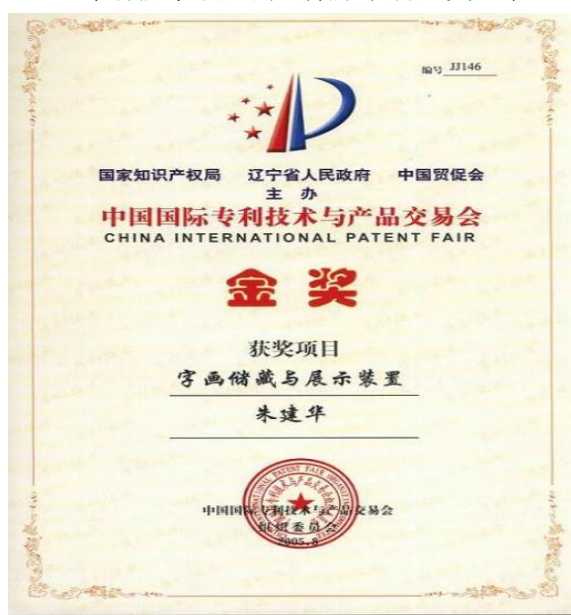 编号 JJ146
国家知识产权局 辽宁省人民政府 中国贸促会
主办
中国国际专利技术与产品交易会
CHINA INTERNATIONAL PATENT FAIR
金奖
获奖项目
字画储藏与展示装置
朱建华
中国国际专利技术与产品交易会
组织委员会
2005.8